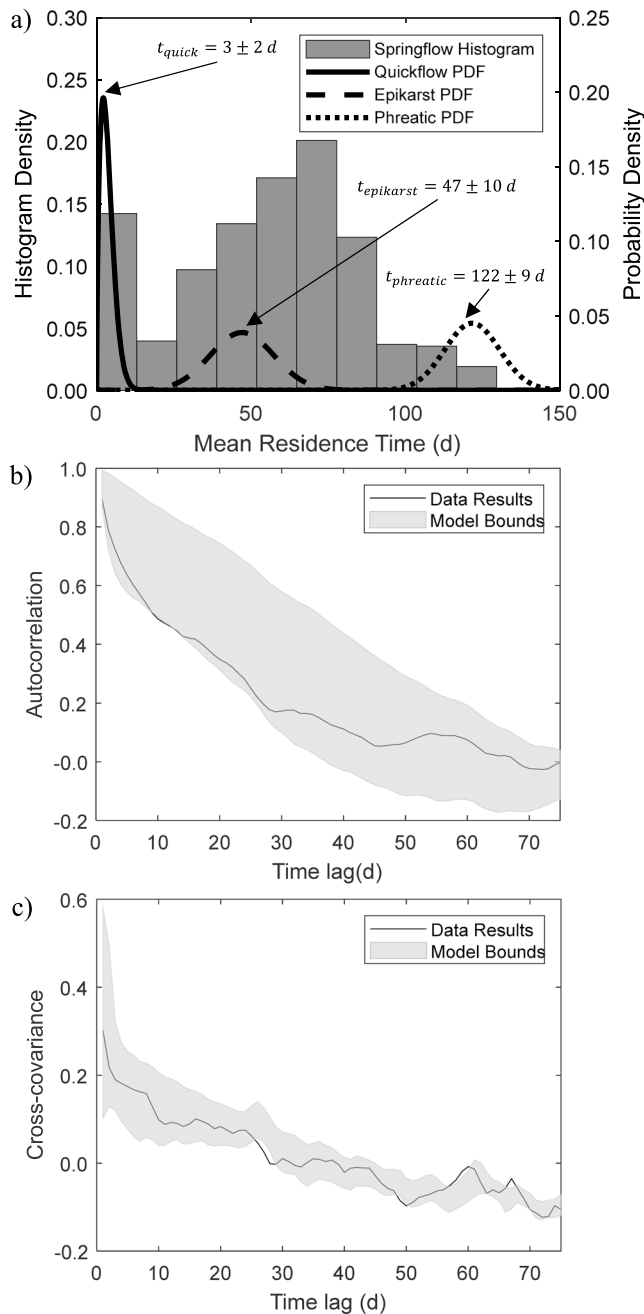 a)
0.30
0.25
0.20
0.15
0.10
0.05
0.00
Histogram Density
0.25
0.20
0.15
0.10
0.05
0.00
Probability Density
t_quick = 3 ± 2 d
Springflow Histogram
Quickflow PDF
Epikarst PDF
Phreatic PDF
t_epikarst = 47 ± 10 d
t_phreatic = 122 ± 9 d
0 50 100 150
Mean Residence Time (d)
b)
1.0
0.8
0.6
0.4
0.2
-0.0
-0.2
Autocorrelation
Data Results
Model Bounds
0 10 20 30 40 50 60 70
Time lag(d)
c)
0.6
0.4
0.2
0.0
-0.2
Cross-covariance
Data Results
Model Bounds
0 10 20 30 40 50 60 70
Time lag (d)